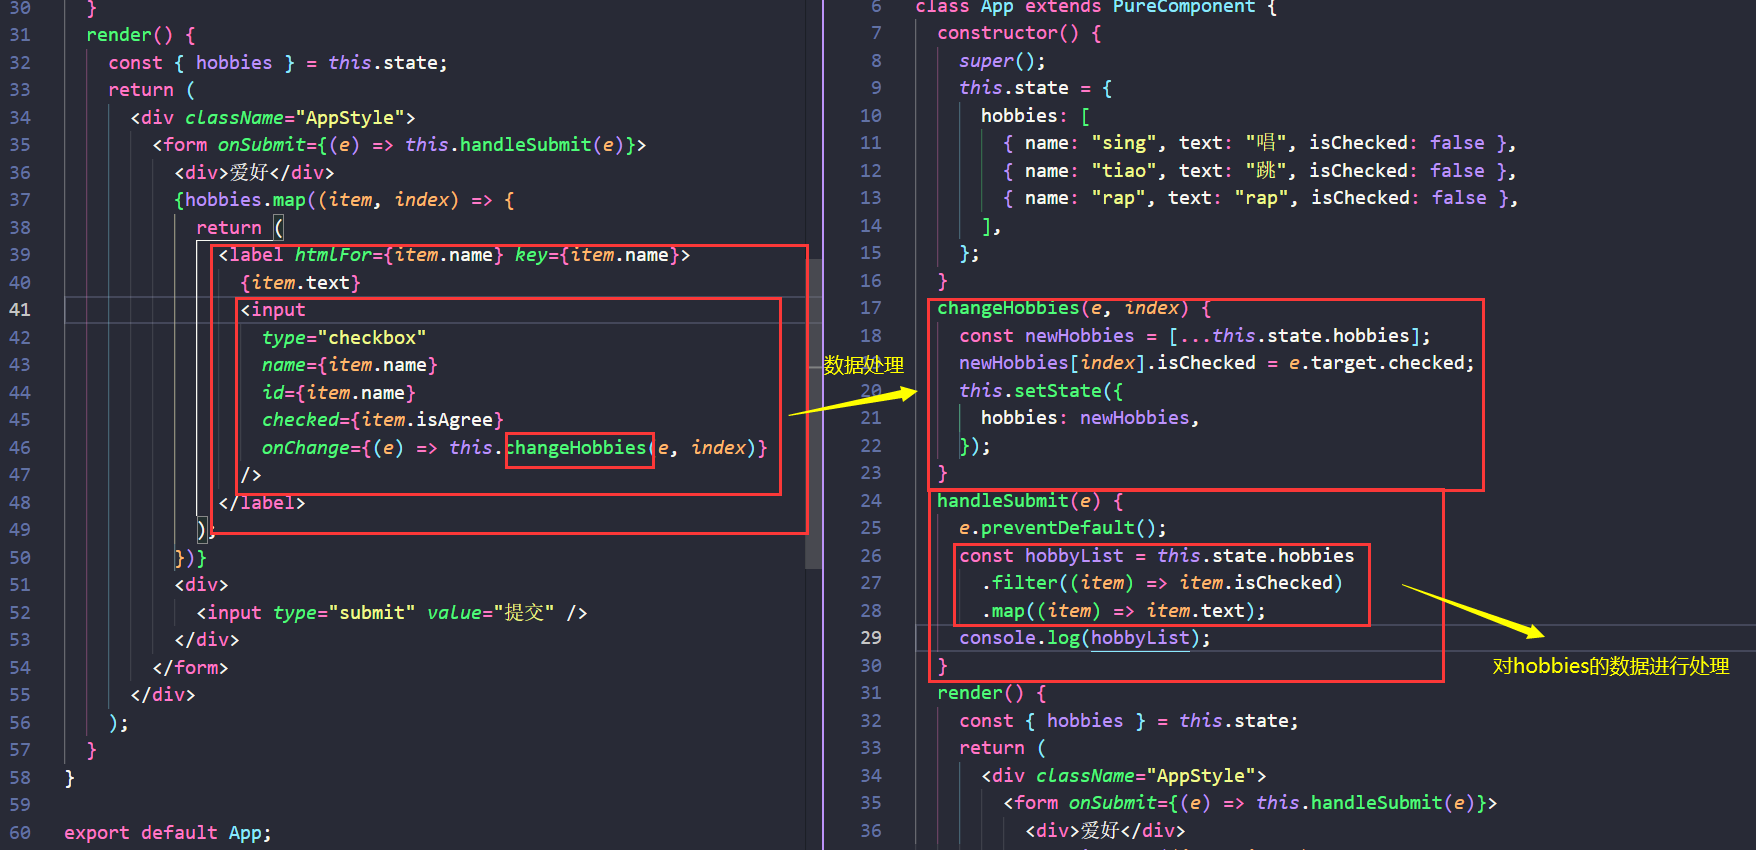 30 }
31 render() {
32 const { hobbies } = this.state;
33 return (
34 <div className="AppStyle">
35 <form onSubmit={(e) => this.handleSubmit(e)}>
36 <div>爱好</div>
37 {hobbies.map((item, index) => {
38 return (
39 <label htmlFor={item.name} key={item.name}>
40 {item.text}
41 <input
42 type="checkbox"
43 name={item.name}
44 id={item.name}
45 checked={item.isAgree}
46 onChange={(e) => this.changeHobbies(e, index)}
47 />
48 </label>
49 );
50 })}
51 <div>
52 <input type="submit" value="提交" />
53 </div>
54 </form>
55 </div>
56 );
57 }
58 }
59
60 export default App;
数据处理
6 class App extends PureComponent {
7 constructor() {
8 super();
9 this.state = {
10 hobbies: [
11 { name: "sing", text: "唱", isChecked: false },
12 { name: "tiao", text: "跳", isChecked: false },
13 { name: "rap", text: "rap", isChecked: false },
14 ],
15 };
16 }
17 changeHobbies(e, index) {
18 const newHobbies = [...this.state.hobbies];
newHobbies[index].isChecked = e.target.checked;
20 this.setState({
21 hobbies: newHobbies,
22 });
23 }
24 handleSubmit(e) {
25 e.preventDefault();
26 const hobbyList = this.state.hobbies
27 .filter((item) => item.isChecked)
28 .map((item) => item.text);
29 console.log(hobbyList);
30 }
对hobbies的数据进行处理
31 render() {
32 const { hobbies } = this.state;
33 return (
34 <div className="AppStyle">
35 <form onSubmit={(e) => this.handleSubmit(e)}>
36 <div>爱好</div>